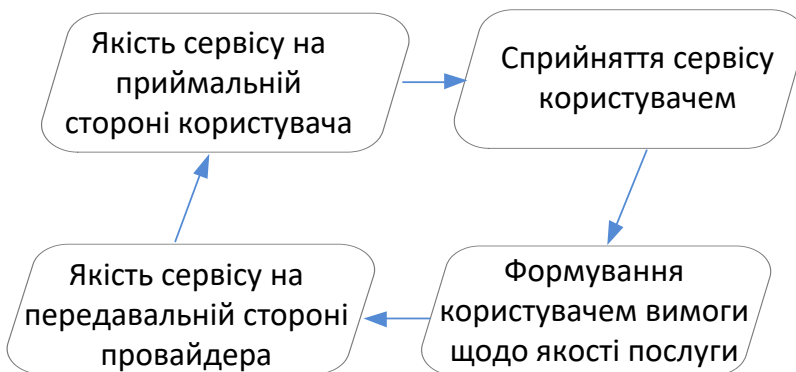 Якість сервісу на
приймальній
стороні користувача
Сприйняття сервісу
користувачем
Якість сервісу на
передавальній стороні
провайдера
Формування
користувачем вимоги
щодо якості послуги